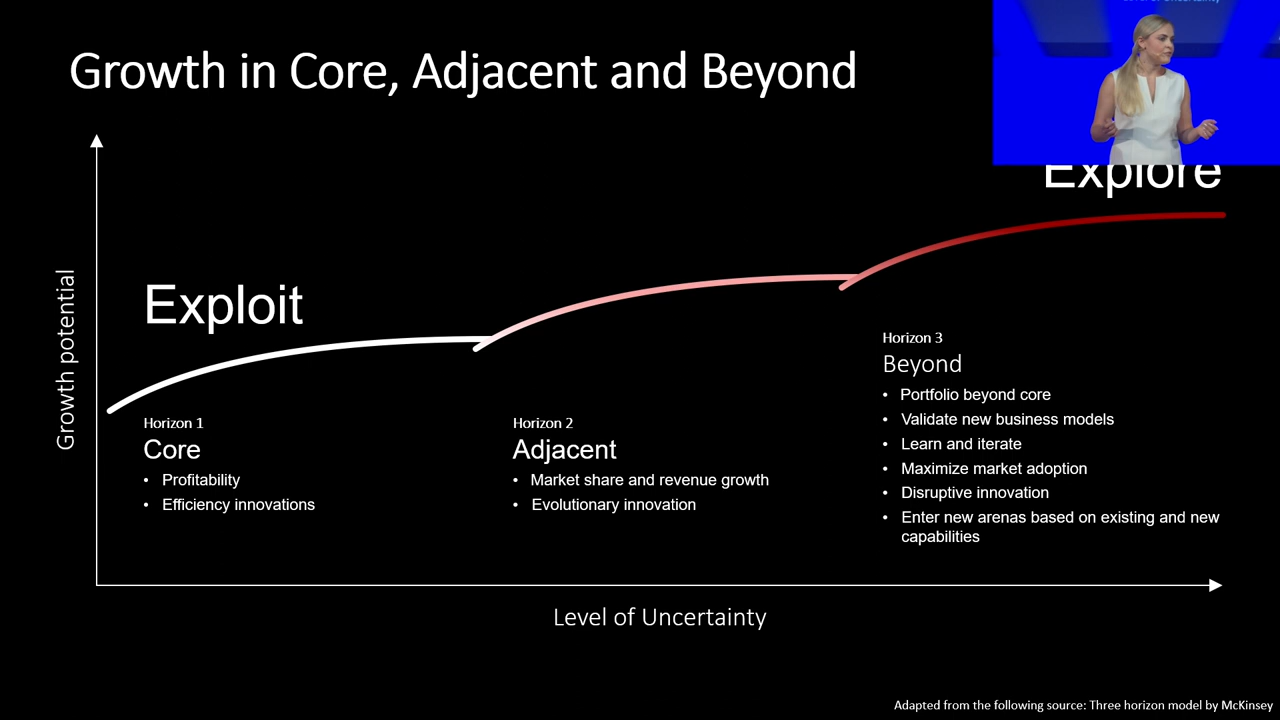 Growth in Core, Adjacent and Beyond
Explore
Exploit
Growth potential
Horizon 1
Core
• Profitability
• Efficiency innovations
Horizon 2
Adjacent
• Market share and revenue growth
• Evolutionary innovation
Horizon 3
Beyond
• Portfolio beyond core
• Validate new business models
• Learn and iterate
• Maximize market adoption
• Disruptive innovation
• Enter new arenas based on existing and new
capabilities
Level of Uncertainty
Adapted from the following source: Three horizon model by McKinsey